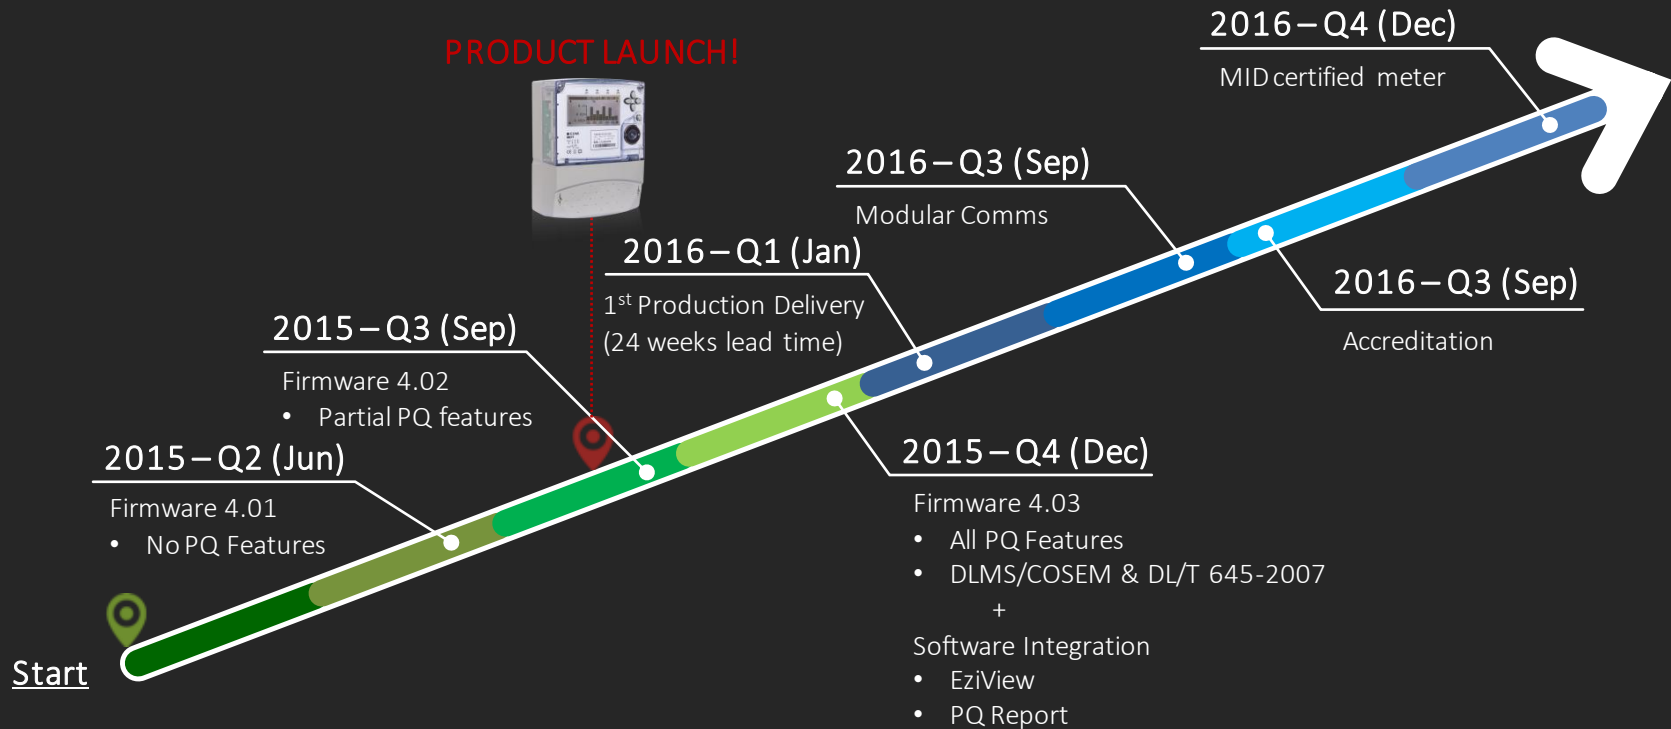 2016–Q4 (Dec)
MID certified meter
PRODUCT LAUNCH!
2016–Q3 (Sep)
Modular Comms
2016–Q1 (Jan)
1st Production Delivery
(24 weeks lead time)
2016–Q3 (Sep)
Accreditation
2015–Q3 (Sep)
Firmware 4.02
• Partial PQ features
2015–Q2 (Jun)
Firmware 4.01
• No PQ Features
2015–Q4 (Dec)
Firmware 4.03
• All PQ Features
• DLMS/COSEM & DL/T 645-2007
+
Software Integration
• EziView
• PQ Report
Start